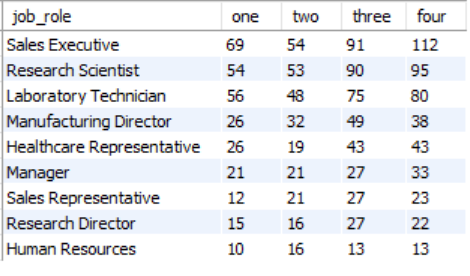 job_role one two three four
Sales Executive 69 54 91 112
Research Scientist 54 53 90 95
Laboratory Technician 56 48 75 80
Manufacturing Director 26 32 49 38
Healthcare Representative 26 19 43 43
Manager 21 21 27 33
Sales Representative 12 21 27 23
Research Director 15 16 27 22
Human Resources 10 16 13 13